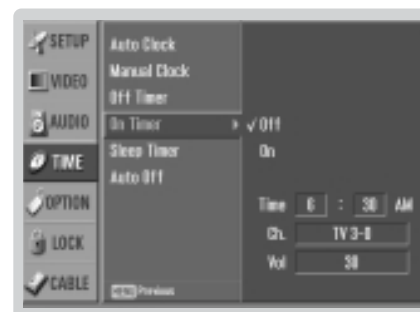 SETUP
VIDEO
AUDIO
TIME
OPTION
LOCK
CABLE
Auto Clock
Manual Clock
Off Timer
On Timer
Sleep Timer
Auto Off
MENU Previous
√ Off
On
Time 6 : 30 AM
Ch. TV 3-0
Vol 30